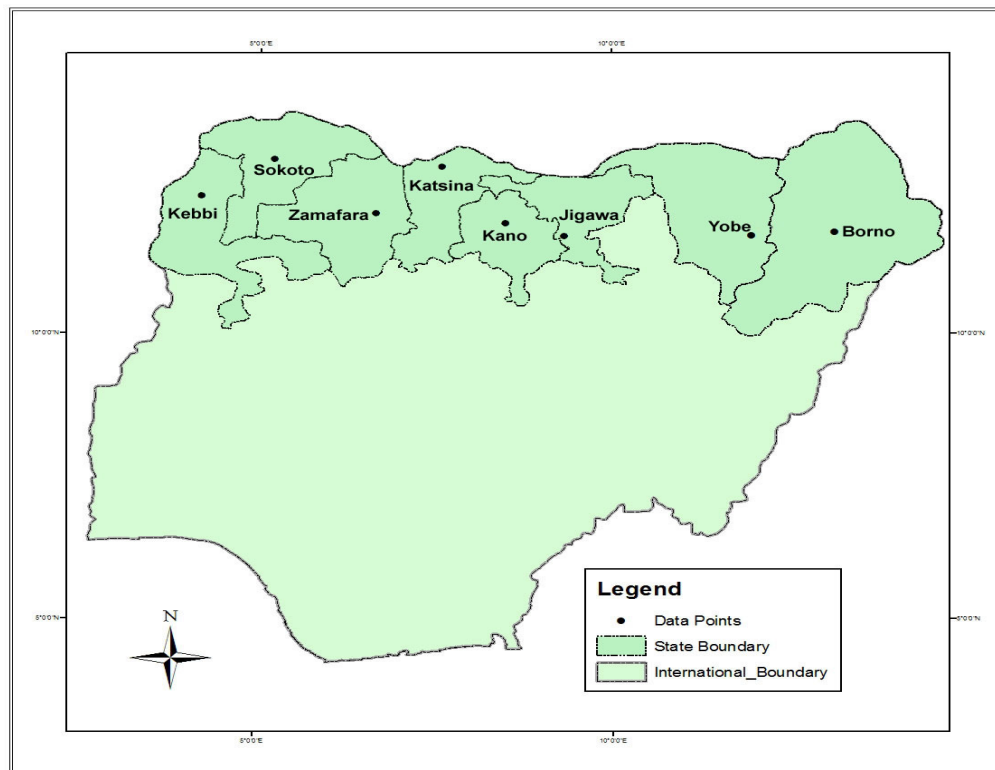 5°0'0"E
10°0'0"E
Sokoto
Katsina
Kebbi
Zamafara
Jigawa
Kano
Yobe
Borno
10°0'0"N
10°0'0"N
Legend
Data Points
State Boundary
International_Boundary
N
5°0'0"N
5°0'0"N
5°0'0"E
10°0'0"E